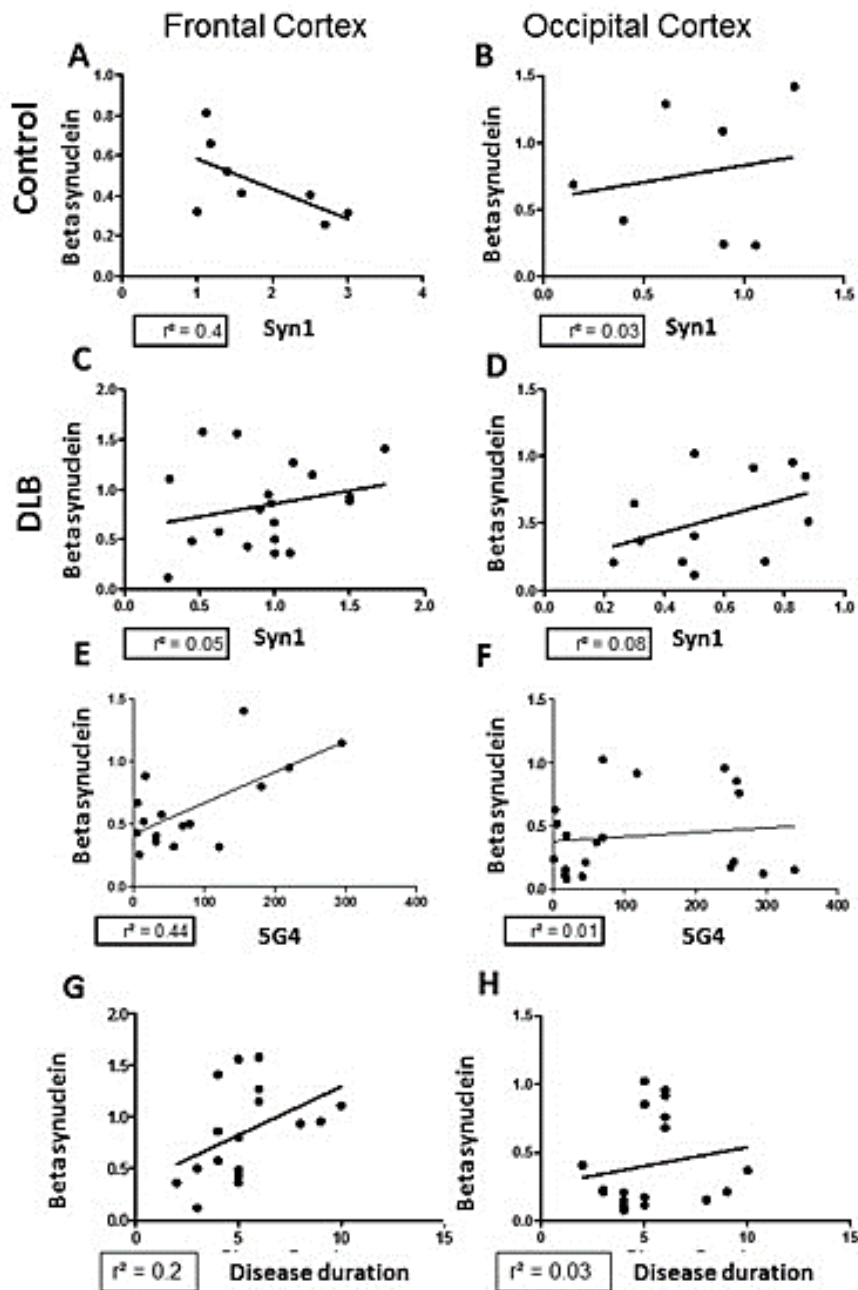 Frontal Cortex
Occipital Cortex
Control
A
Beta synuclein
1.0
0.8
0.6
0.4
0.2
0.0
0 1 2 3 4
r² = 0.4
Syn1
B
Beta synuclein
1.5
1.0
0.5
0.0
0.0 0.5 1.0 1.5
r² = 0.03
Syn1
DLB
C
Beta synuclein
2.0
1.5
1.0
0.5
0.0
0.0 0.5 1.0 1.5 2.0
r² = 0.05
Syn1
D
Beta synuclein
1.5
1.0
3.5
0.0
0.0 0.2 0.4 0.6 0.8 1.0
r² = 0.08
Syn1
E
Beta synuclein
1.5
1.0
0.5
0.0
0 100 200 300 400
r² = 0.44
5G4
F
Beta synuclein
1.5
1.0
0.5
0.0
0 100 200 300 400
r² = 0.01
5G4
G
Beta synuclein
2.0
1.5
1.0
0.5
0.0
0 5 10 15
r² = 0.2
Disease duration
H
Beta synuclein
1.5
1.0
0.5
0.0
0 5 10 15
r² = 0.03
Disease duration